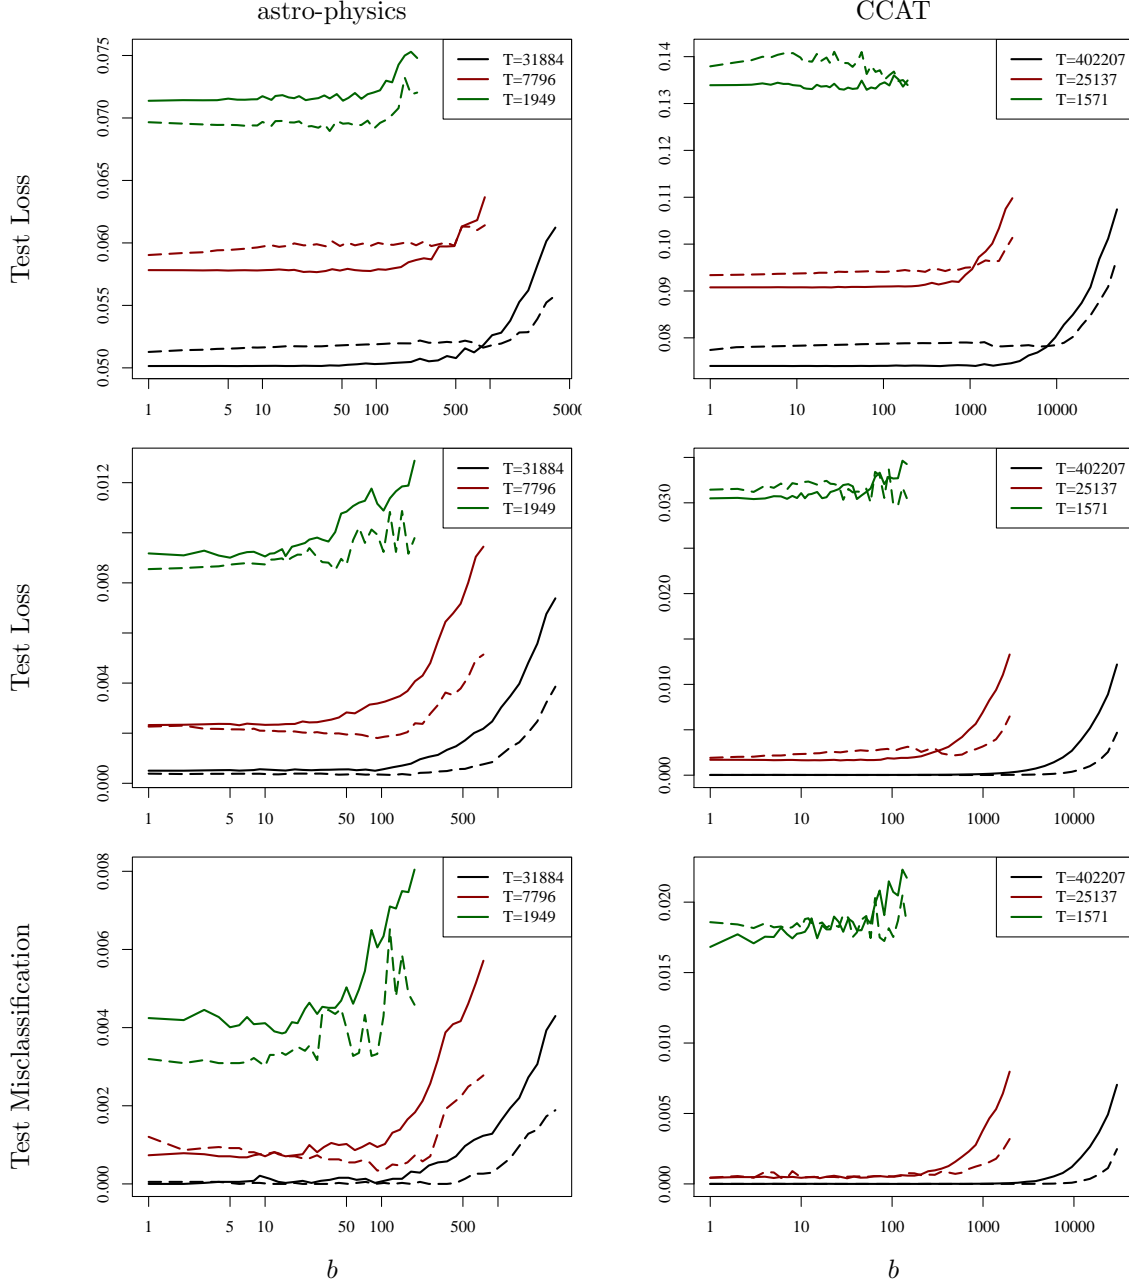 astro-physics
CCAT
Test Loss
0.050 0.055 0.060 0.065 0.070 0.075
T=31884
T=7796
T=1949
1 5 10 50 100 500 5000
0.08 0.09 0.10 0.11 0.12 0.13 0.14
T=402207
T=25137
T=1571
1 10 100 1000 10000
Test Loss
0.000 0.004 0.008 0.012
T=31884
T=7796
T=1949
1 5 10 50 100 500
0.000 0.010 0.020 0.030
T=402207
T=25137
T=1571
1 10 100 1000 10000
Test Misclassification
0.000 0.002 0.004 0.006 0.008
T=31884
T=7796
T=1949
1 5 10 50 100 500
b
0.000 0.005 0.010 0.015 0.020
T=402207
T=25137
T=1571
1 10 100 1000 10000
b